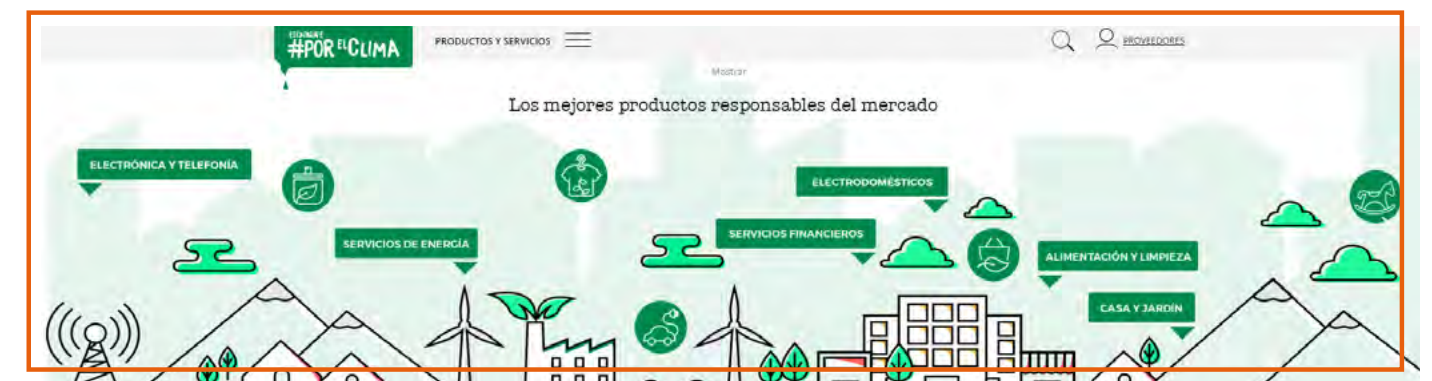 #POR EL CLIMA
PRODUCTOS Y SERVICIOS
PROVEEDORES
Mostrar
Los mejores productos responsables del mercado
ELECTRÓNICA Y TELEFONÍA
ELECTRODOMÉSTICOS
SERVICIOS DE ENERGÍA
SERVICIOS FINANCIEROS
ALIMENTACIÓN Y LIMPIEZA
CASA Y JARDÍN